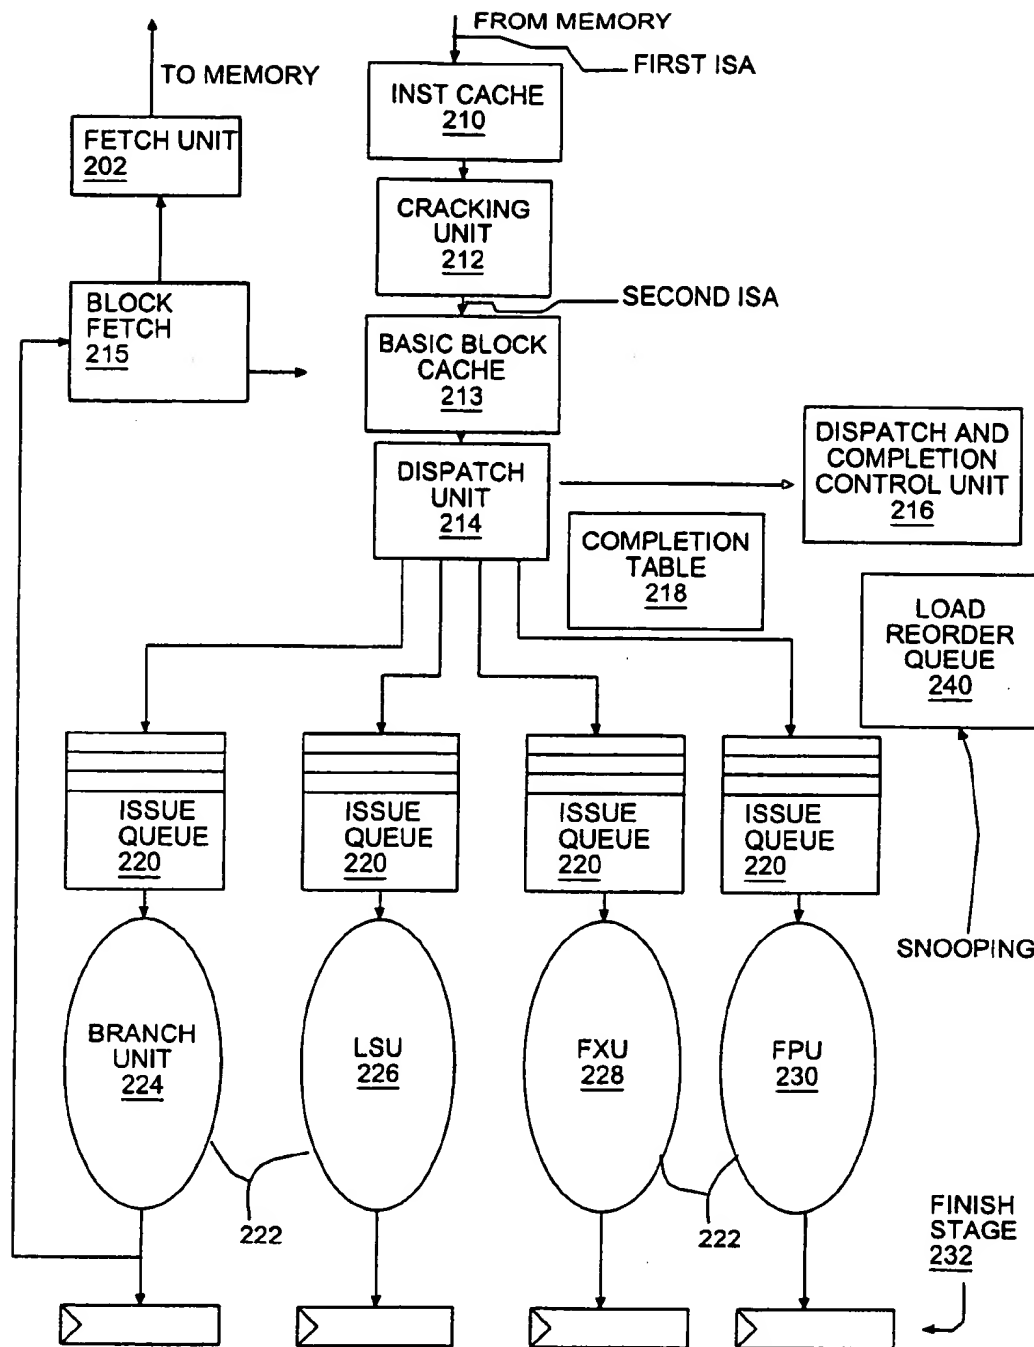 FROM MEMORY
FIRST ISA
TO MEMORY
INST CACHE
210
FETCH UNIT
202
CRACKING
UNIT
212
SECOND ISA
BLOCK
FETCH
215
BASIC BLOCK
CACHE
213
DISPATCH
UNIT
214
DISPATCH AND
COMPLETION
CONTROL UNIT
216
COMPLETION
TABLE
218
LOAD
REORDER
QUEUE
240
ISSUE
QUEUE
220
ISSUE
QUEUE
220
ISSUE
QUEUE
220
ISSUE
QUEUE
220
SNOOPING
BRANCH
UNIT
224
LSU
226
FXU
228
FPU
230
222
222
FINISH
STAGE
232